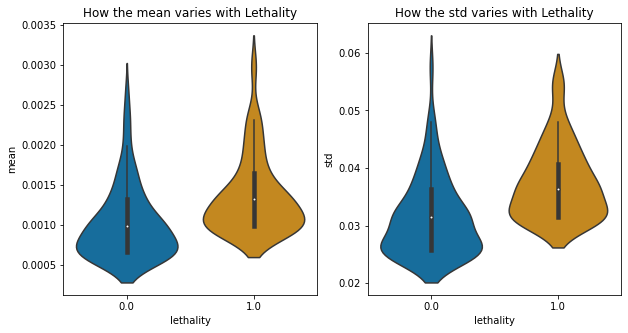 How the mean varies with Lethality
0.0035
0.0030
0.0025
0.0020
0.0015
0.0010
0.0005
mean
0.0
1.0
lethality
How the std varies with Lethality
0.06
0.05
0.04
0.03
0.02
std
0.0
1.0
lethality